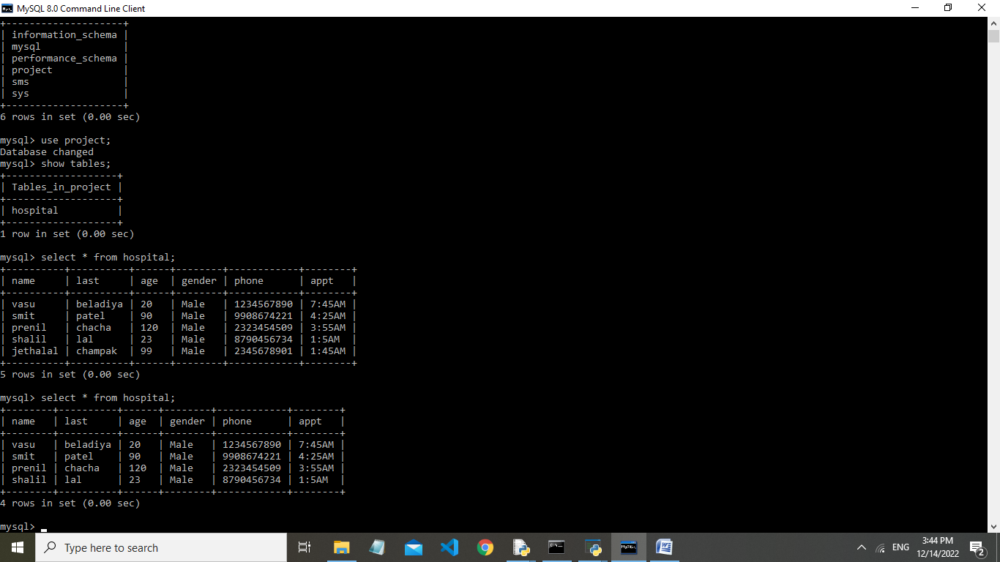 MySQL 8.0 Command Line Client
+--------------------+
| information_schema |
| mysql              |
| performance_schema |
| project            |
| sms                |
| sys                |
+--------------------+
6 rows in set (0.00 sec)
mysql> use project;
Database changed
mysql> show tables;
+-------------------+
| Tables_in_project |
+-------------------+
| hospital          |
+-------------------+
1 row in set (0.00 sec)
mysql> select * from hospital;
+----------+----------+------+--------+------------+--------+
| name     | last     | age  | gender | phone      | appt   |
+----------+----------+------+--------+------------+--------+
| vasu     | beladiya | 20   | Male   | 1234567890 | 7:45AM |
| smit     | patel    | 90   | Male   | 9908674221 | 4:25AM |
| prenil   | chacha   | 120  | Male   | 2323454509 | 3:55AM |
| shalil   | lal      | 23   | Male   | 8790456734 | 1:5AM  |
| jethalal | champak  | 99   | Male   | 2345678901 | 1:45AM |
+----------+----------+------+--------+------------+--------+
5 rows in set (0.00 sec)
mysql> select * from hospital;
+--------+----------+------+--------+------------+--------+
| name   | last     | age  | gender | phone      | appt   |
+--------+----------+------+--------+------------+--------+
| vasu   | beladiya | 20   | Male   | 1234567890 | 7:45AM |
| smit   | patel    | 90   | Male   | 9908674221 | 4:25AM |
| prenil | chacha   | 120  | Male   | 2323454509 | 3:55AM |
| shalil | lal      | 23   | Male   | 8790456734 | 1:5AM  |
+--------+----------+------+--------+------------+--------+
4 rows in set (0.00 sec)
mysql> _
Type here to search
ENG
3:44 PM
12/14/2022
2